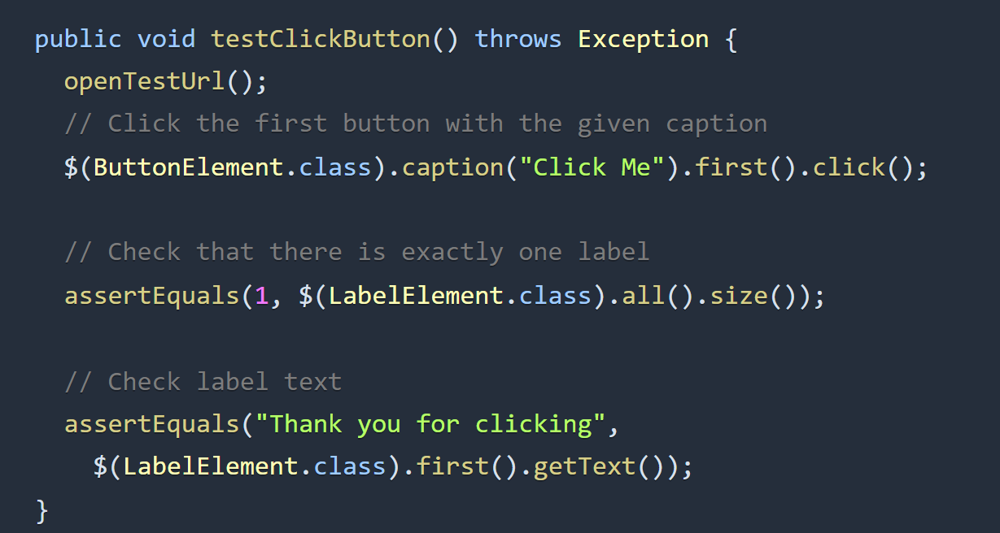 public void testClickButton() throws Exception {
  openTestUrl();
  // Click the first button with the given caption
  $(ButtonElement.class).caption("Click Me").first().click();

  // Check that there is exactly one label
  assertEquals(1, $(LabelElement.class).all().size());

  // Check label text
  assertEquals("Thank you for clicking",
    $(LabelElement.class).first().getText());
}